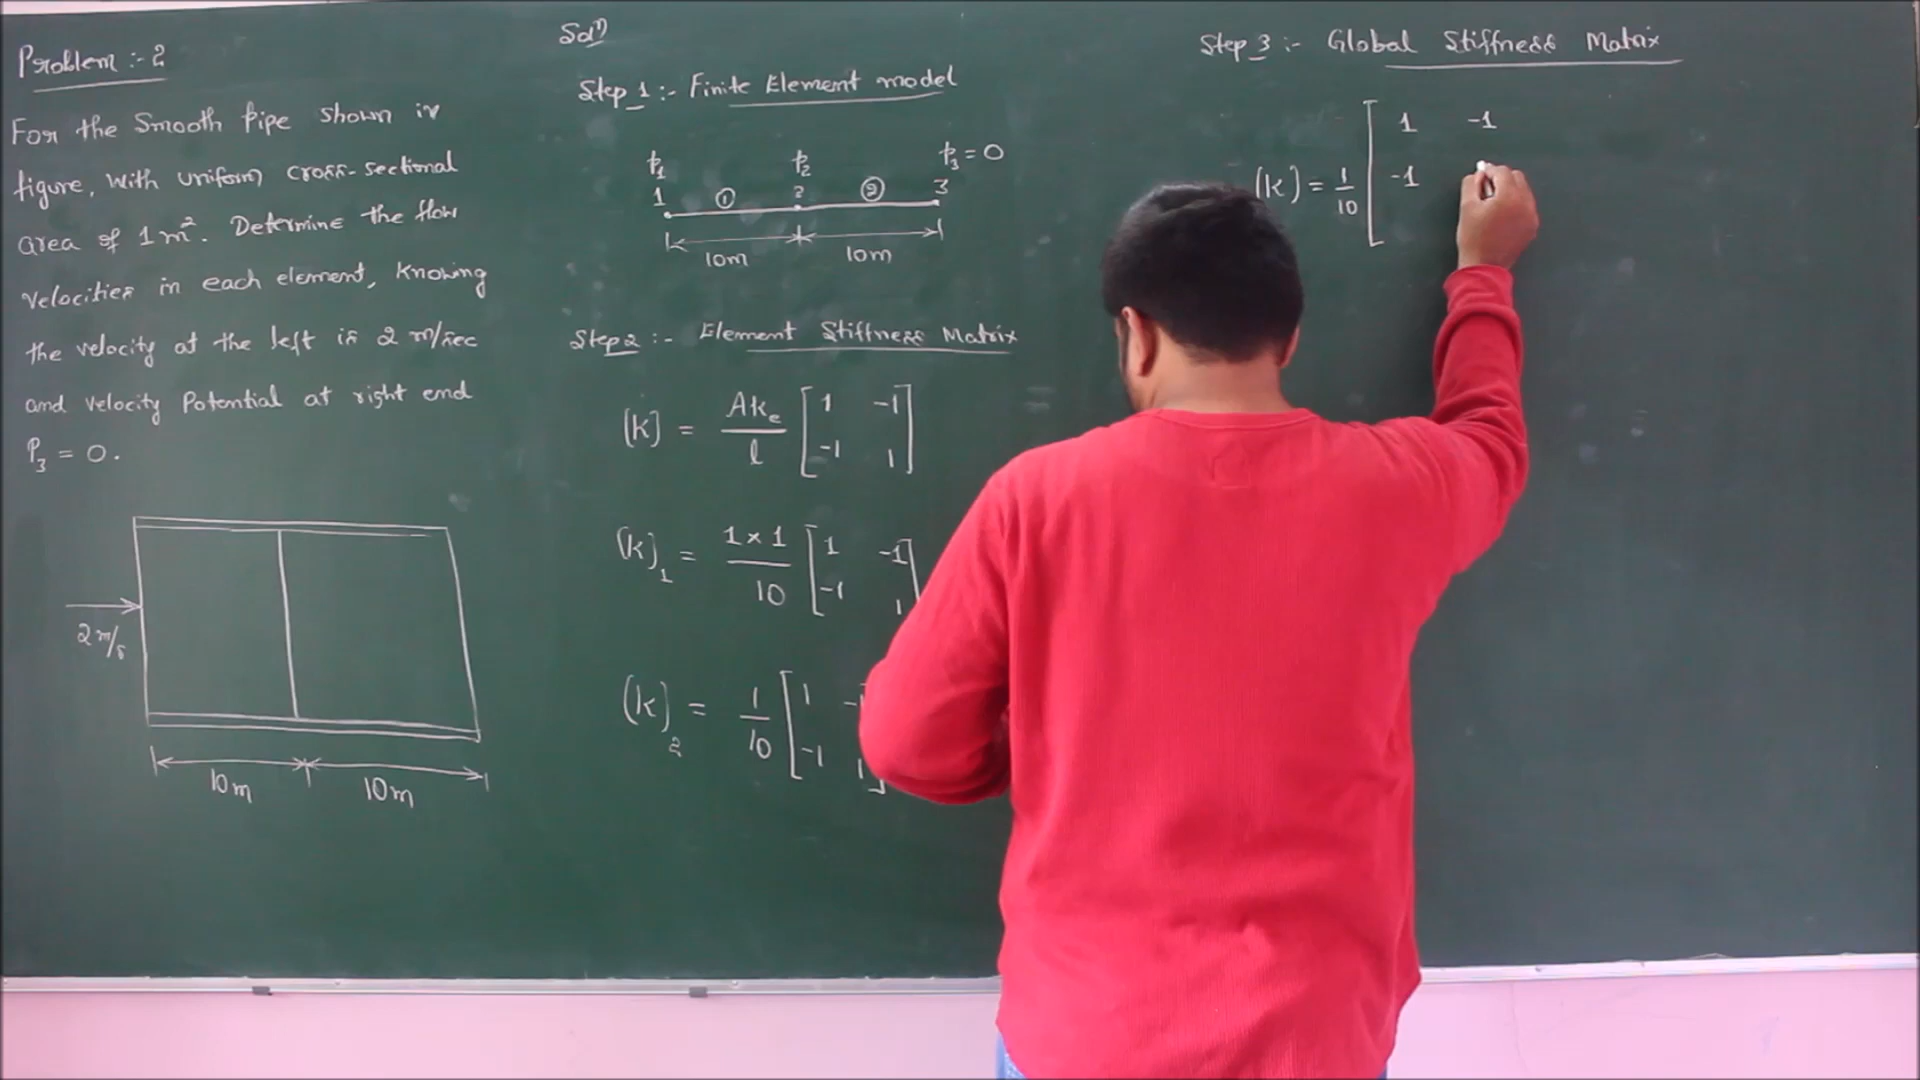 Problem :- 2
For the Smooth pipe shown in
figure, with uniform cross-sectional
area of 1 m². Determine the flow
velocities in each element, Knowing
the velocity at the left is 2 m/sec
and velocity Potential at right end
P₃ = 0.
2 m/s
10m 10m
Sol⁠ⁿ
Step 1 :- Finite Element model
p₁ p₂ p₃ = 0
1 ① 2 ② 3
10m 10m
Step 2 :- Element Stiffness Matrix
[K] = Akₑ / l [1 -1
-1 1]
[K]₁ = 1 × 1 / 10 [1 -1
-1 1]
[K]₂ = 1/10 [1 -1
-1 1]
Step 3 :- Global Stiffness Matrix
[K] = 1/10 [1 -1
-1